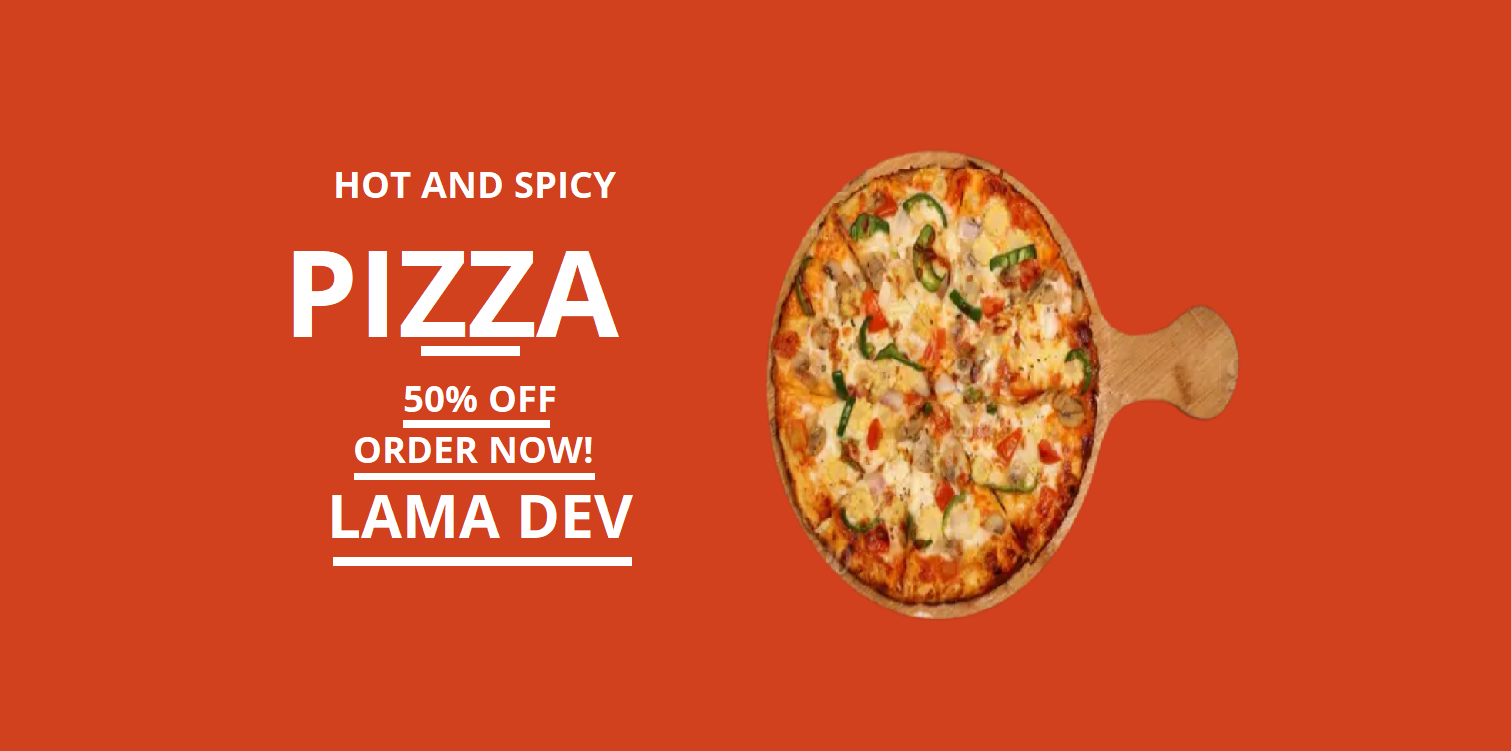 HOT AND SPICY
PIZZA
50% OFF
ORDER NOW!
LAMA DEV